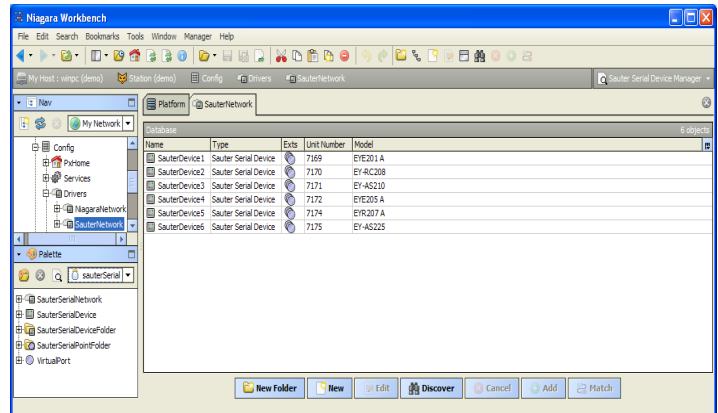 Niagara Workbench
File Edit Search Bookmarks Tools Window Manager Help
My Host : winpc (demo) Station (demo) Config Drivers SauterNetwork Sauter Serial Device Manager
Nav
My Network
Config
PxHome
Services
Drivers
NiagaraNetwork
SauterNetwork
Palette
sauterSerial
SauterSerialNetwork
SauterSerialDevice
SauterSerialDeviceFolder
SauterSerialPointFolder
VirtualPort
Platform SauterNetwork
Database 6 objects
Name Type Exts Unit Number Model
SauterDevice1 Sauter Serial Device 7169 EYE201 A
SauterDevice2 Sauter Serial Device 7170 EY-RC208
SauterDevice3 Sauter Serial Device 7171 EY-AS210
SauterDevice4 Sauter Serial Device 7172 EYE205 A
SauterDevice5 Sauter Serial Device 7174 EYR207 A
SauterDevice6 Sauter Serial Device 7175 EY-AS225
New Folder New Edit Discover Cancel Add Match